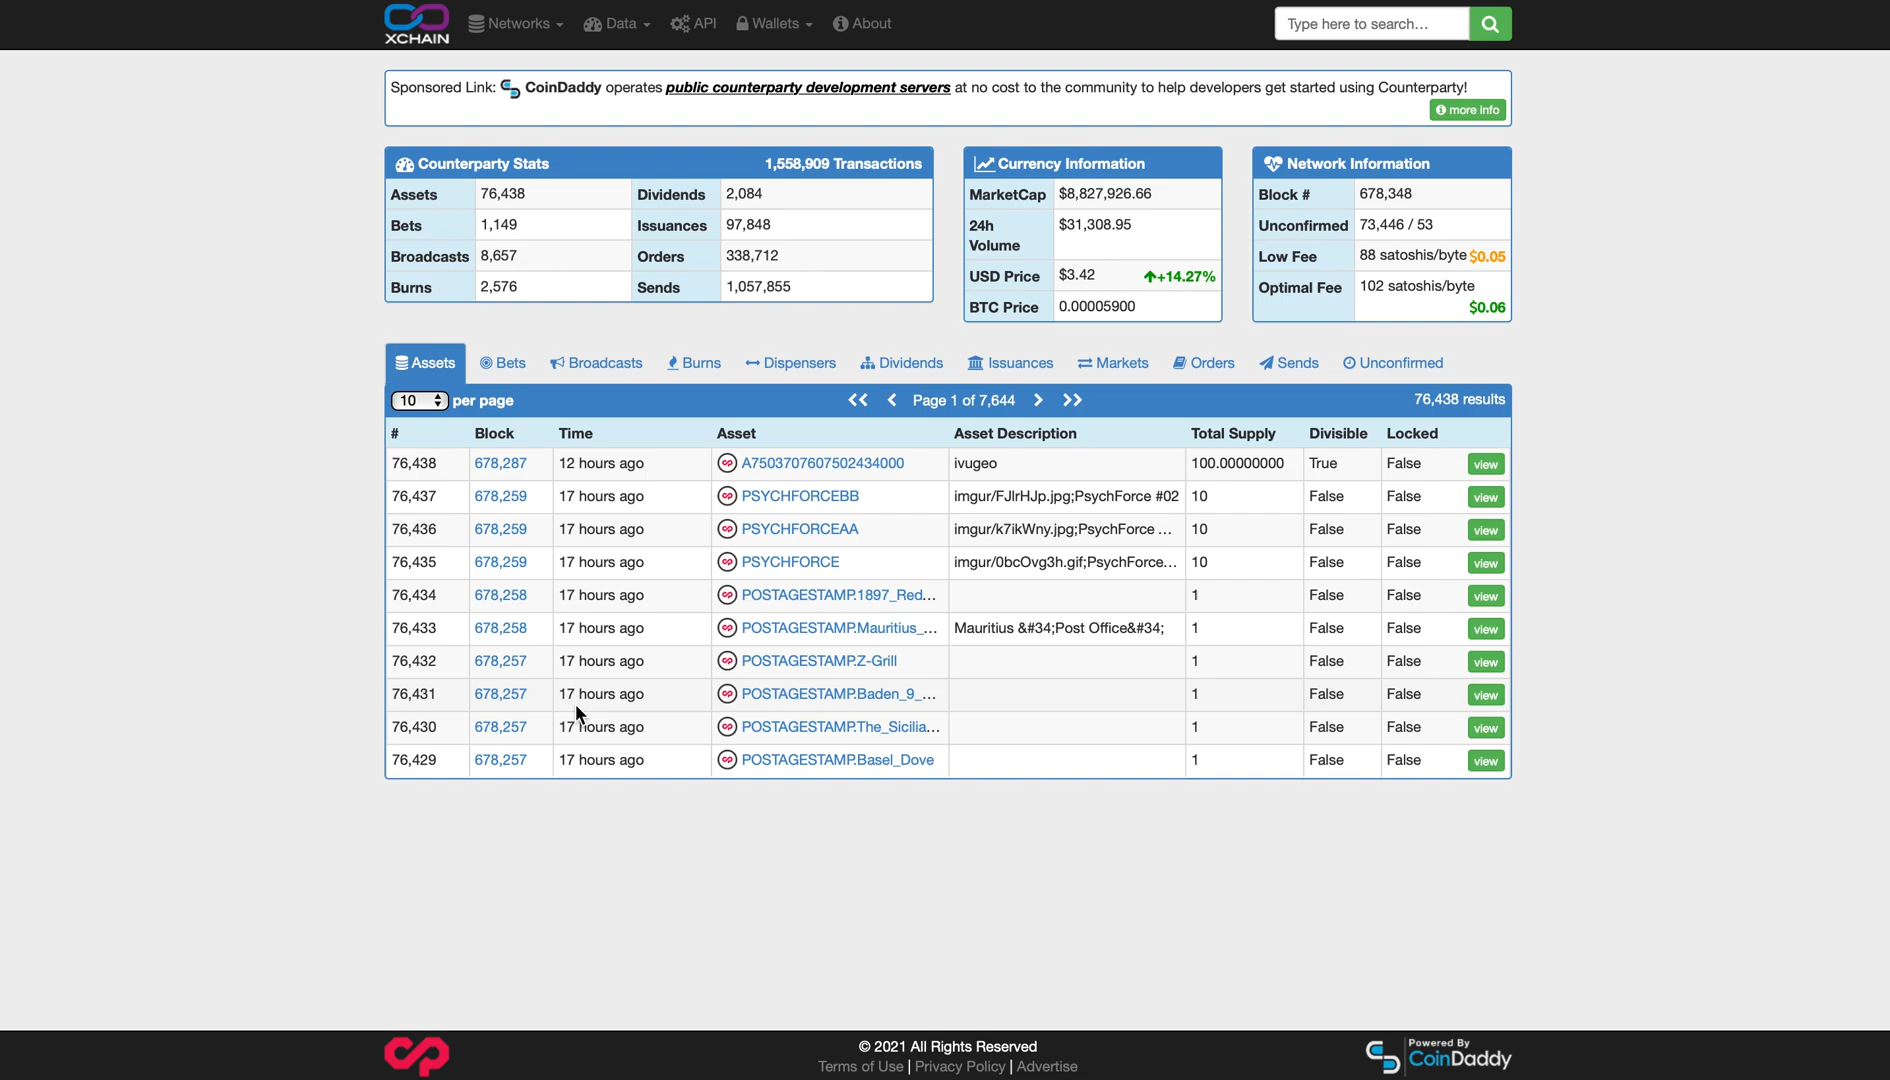 XCHAIN Networks Data API Wallets About Type here to search...
Sponsored Link: CoinDaddy operates public counterparty development servers at no cost to the community to help developers get started using Counterparty!
more info
Counterparty Stats 1,558,909 Transactions
Assets 76,438 Dividends 2,084
Bets 1,149 Issuances 97,848
Broadcasts 8,657 Orders 338,712
Burns 2,576 Sends 1,057,855
Currency Information
MarketCap $8,827,926.66
24h Volume $31,308.95
USD Price $3.42 +14.27%
BTC Price 0.00005900
Network Information
Block # 678,348
Unconfirmed 73,446 / 53
Low Fee 88 satoshis/byte $0.05
Optimal Fee 102 satoshis/byte $0.06
Assets Bets Broadcasts Burns Dispensers Dividends Issuances Markets Orders Sends Unconfirmed
10 per page Page 1 of 7,644 76,438 results
# Block Time Asset Asset Description Total Supply Divisible Locked
76,438 678,287 12 hours ago A7503707607502434000 ivugeo 100.00000000 True False view
76,437 678,259 17 hours ago PSYCHFORCEBB imgur/FJlrHJp.jpg;PsychForce #02 10 False False view
76,436 678,259 17 hours ago PSYCHFORCEAA imgur/k7ikWny.jpg;PsychForce ... 10 False False view
76,435 678,259 17 hours ago PSYCHFORCE imgur/0bcOvg3h.gif;PsychForce... 10 False False view
76,434 678,258 17 hours ago POSTAGESTAMP.1897_Red... 1 False False view
76,433 678,258 17 hours ago POSTAGESTAMP.Mauritius_... Mauritius &#34;Post Office&#34; 1 False False view
76,432 678,257 17 hours ago POSTAGESTAMP.Z-Grill 1 False False view
76,431 678,257 17 hours ago POSTAGESTAMP.Baden_9_... 1 False False view
76,430 678,257 17 hours ago POSTAGESTAMP.The_Sicilia... 1 False False view
76,429 678,257 17 hours ago POSTAGESTAMP.Basel_Dove 1 False False view
© 2021 All Rights Reserved
Terms of Use | Privacy Policy | Advertise
Powered By
CoinDaddy